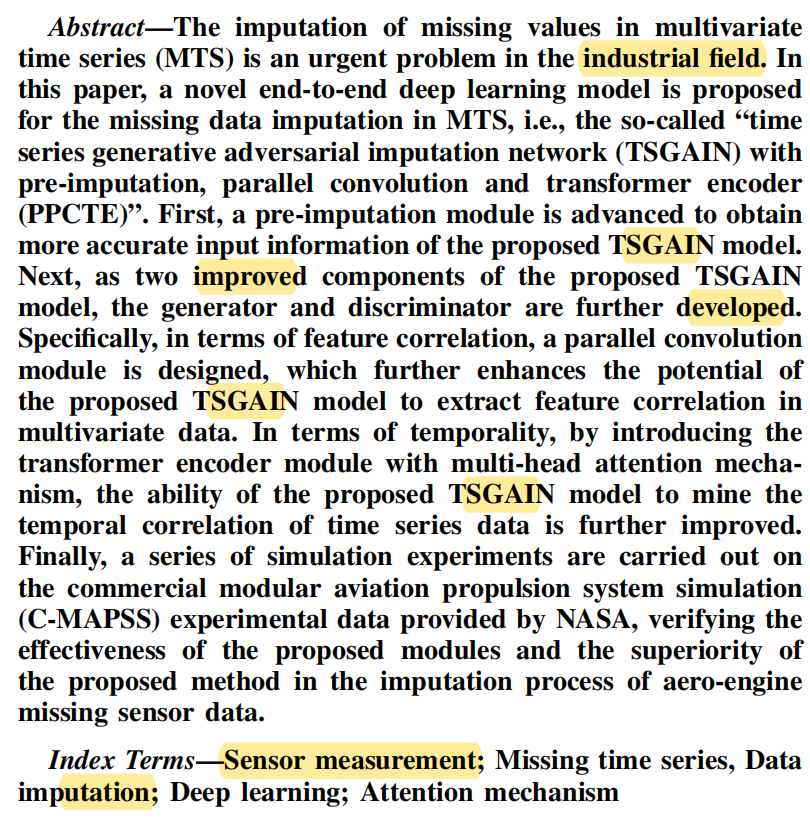 Abstract—The imputation of missing values in multivariate
time series (MTS) is an urgent problem in the industrial field. In
this paper, a novel end-to-end deep learning model is proposed
for the missing data imputation in MTS, i.e., the so-called “time
series generative adversarial imputation network (TSGAIN) with
pre-imputation, parallel convolution and transformer encoder
(PPCTE)”. First, a pre-imputation module is advanced to obtain
more accurate input information of the proposed TSGAIN model.
Next, as two improved components of the proposed TSGAIN
model, the generator and discriminator are further developed.
Specifically, in terms of feature correlation, a parallel convolution
module is designed, which further enhances the potential of
the proposed TSGAIN model to extract feature correlation in
multivariate data. In terms of temporality, by introducing the
transformer encoder module with multi-head attention mecha-
nism, the ability of the proposed TSGAIN model to mine the
temporal correlation of time series data is further improved.
Finally, a series of simulation experiments are carried out on
the commercial modular aviation propulsion system simulation
(C-MAPSS) experimental data provided by NASA, verifying the
effectiveness of the proposed modules and the superiority of
the proposed method in the imputation process of aero-engine
missing sensor data.
Index Terms—Sensor measurement; Missing time series, Data
imputation; Deep learning; Attention mechanism